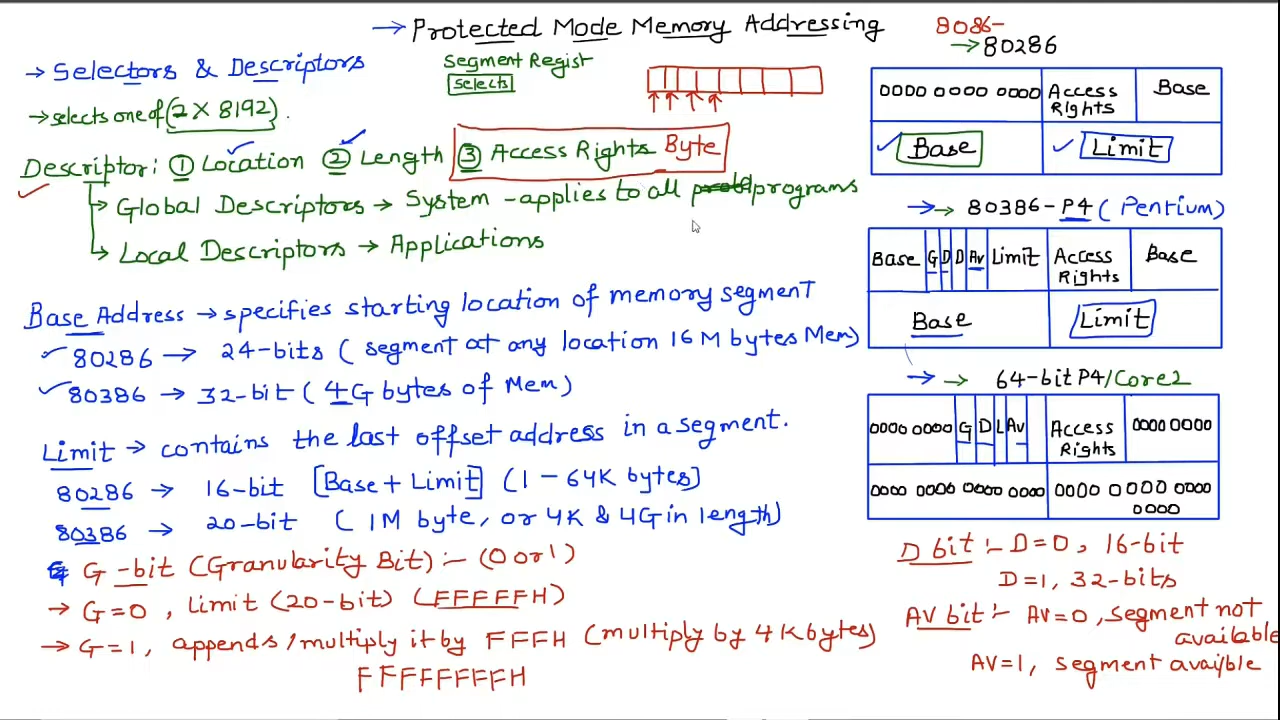 → Protected Mode Memory Addressing
→ Selectors & Descriptors
Segment Regist
selects
→ selects one of (2 X 8192).
Descriptor: ① Location ② Length ③ Access Rights Byte
Global Descriptors → System - applies to all programs
Local Descriptors → Applications
Base Address → specifies starting location of memory segment
80286 → 24-bits ( segment at any location 16 M bytes Mem)
80386 → 32-bit ( 4G bytes of Mem)
Limit → contains the last offset address in a segment.
80286 → 16-bit [Base + Limit] (1 - 64K bytes)
80386 → 20-bit ( 1M byte, or 4K & 4G in length)
G -bit (Granularity Bit) :- (0 or 1)
→ G=0 , Limit (20-bit) (FFFFFH)
→ G=1, appends/multiply it by FFFH (multiply by 4K bytes)
FFFFFFFFH
8086-
→ 80286
0000 0000 0000 Access Rights Base
Base Limit
→ → 80386-P4 ( Pentium)
Base G D D Av Limit Access Rights Base
Base Limit
→ → 64-bit P4/Core2
0000 0000 G D L Av Access Rights 0000 0000
0000 0000 0000 0000 0000 0000 0000
0000
D bit :- D=0, 16-bit
D=1, 32-bits
AV bit :- AV=0 , segment not
available
AV=1, segment avaible